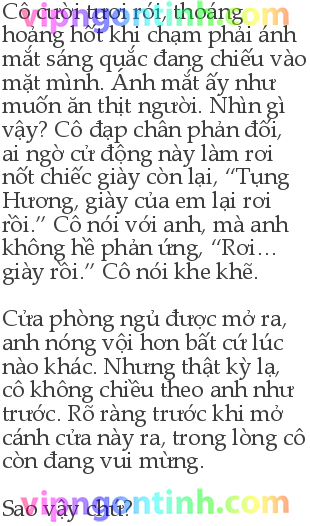 Cô cười tươi rói, thoáng
vipngontinh.com
hoảng hốt khi chạm phải ánh
mắt sáng quắc đang chiếu vào
mặt mình. Ánh mắt ấy như
muốn ăn thịt người. Nhìn gì
vậy? Cô đạp chân phản đối,
ai ngờ cử động này làm rơi
nốt chiếc giày còn lại, “Tụng
Hương, giày của em lại rơi
rồi.” Cô nói với anh, mà anh
không hề phản ứng, “Rơi…
giày rồi.” Cô nói khe khẽ.
Cửa phòng ngủ được mở ra,
anh nóng vội hơn bất cứ lúc
nào khác. Nhưng thật kỳ lạ,
cô không chiều theo anh như
trước. Rõ ràng trước khi mở
cánh cửa này ra, trong lòng cô
còn đang vui mừng.
Sao vậy chứ?
vipngontinh.com